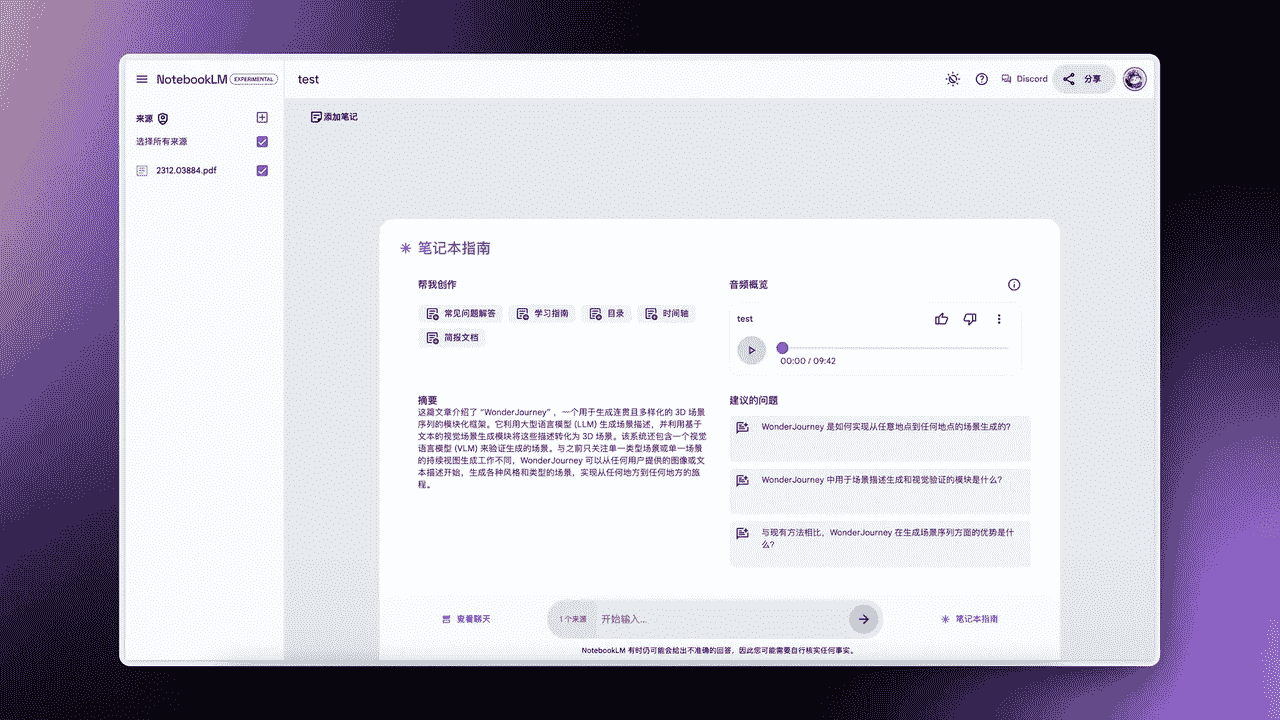 NotebookLM EXPERIMENTAL
test
Discord
分享
来源
选择所有来源
2312.03884.pdf
添加笔记
笔记本指南
帮我创作
常见问题解答
学习指南
目录
时间轴
简报文档
音频概览
test
00:00 / 09:42
摘要
这篇文章介绍了 “WonderJourney” ，一个用于生成连贯且多样化的 3D 场景
序列的模块化框架。它利用大型语言模型 (LLM) 生成场景描述，并利用基于
文本的视觉场景生成模块将这些描述转化为 3D 场景。该系统还包含一个视觉
语言模型 (VLM) 来验证生成的场景。与之前只关注单一类型场景或单一场景
的持续视图生成工作不同，WonderJourney 可以从任何用户提供的图像或文
本描述开始，生成各种风格和类型的场景，实现从任何地方到任何地方的旅
程。
建议的问题
WonderJourney 是如何实现从任意地点到任何地点的场景生成的?
WonderJourney 中用于场景描述生成和视觉验证的模块是什么?
与现有方法相比，WonderJourney 在生成场景序列方面的优势是什
么?
查看聊天
1 个来源
开始输入...
笔记本指南
NotebookLM 有时仍可能会给出不准确的回答，因此您可能需要自行核实任何事实。